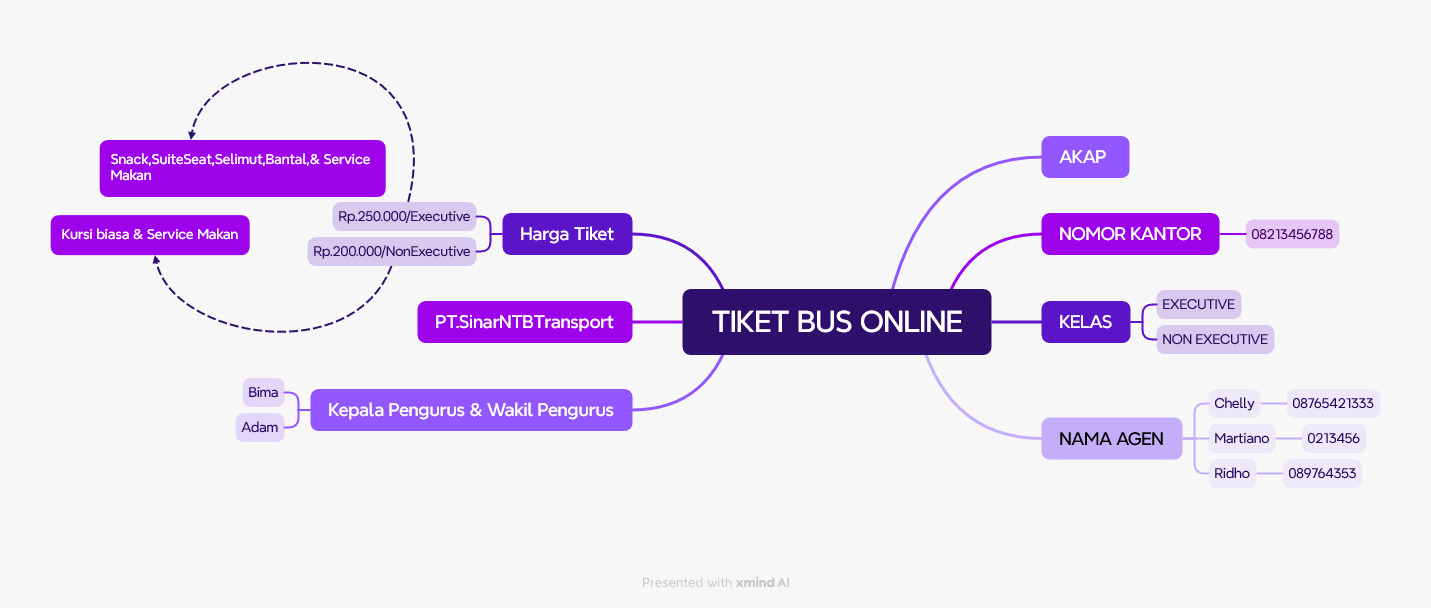 TIKET BUS ONLINE
AKAP
NOMOR KANTOR
08213456788
KELAS
EXECUTIVE
NON EXECUTIVE
NAMA AGEN
Chelly
08765421333
Martiano
0213456
Ridho
089764353
Harga Tiket
Rp.250.000/Executive
Snack,SuiteSeat,Selimut,Bantal,& Service
Makan
Rp.200.000/NonExecutive
Kursi biasa & Service Makan
PT.SinarNTBTransport
Kepala Pengurus & Wakil Pengurus
Bima
Adam
Presented with xmind AI